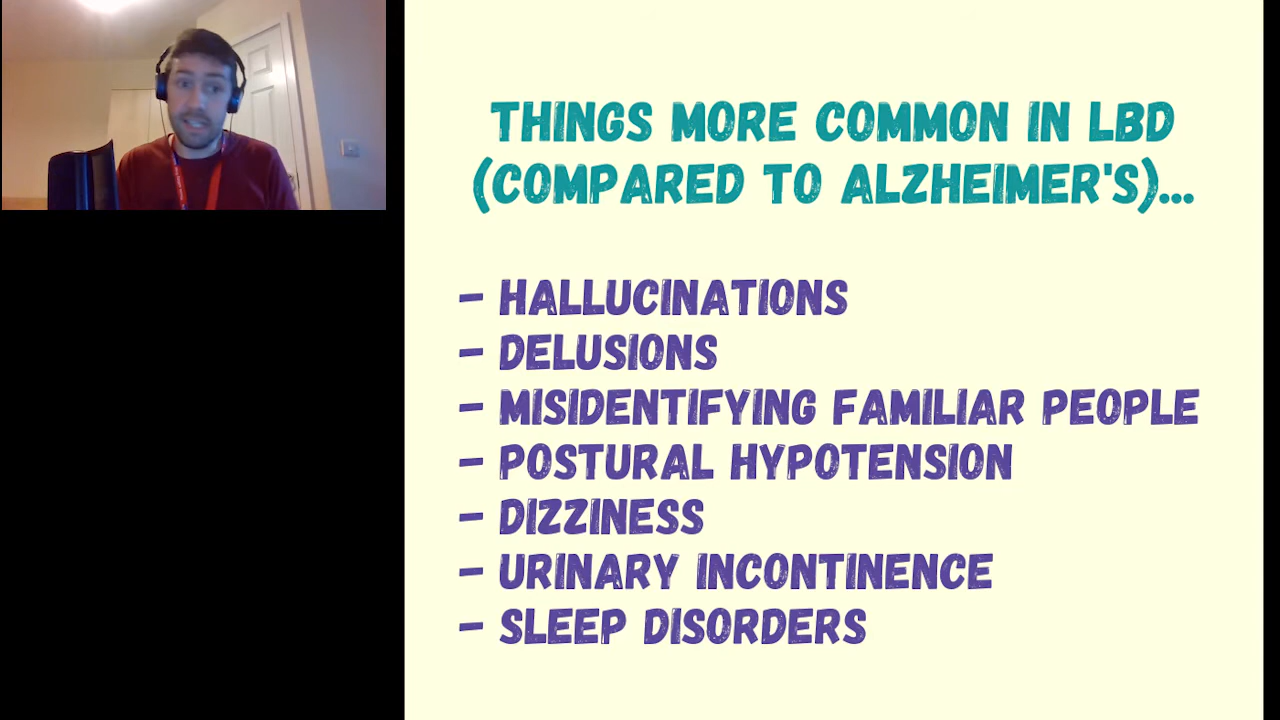 THINGS MORE COMMON IN LBD
(COMPARED TO ALZHEIMER'S)...
- HALLUCINATIONS
- DELUSIONS
- MISIDENTIFYING FAMILIAR PEOPLE
- POSTURAL HYPOTENSION
- DIZZINESS
- URINARY INCONTINENCE
- SLEEP DISORDERS